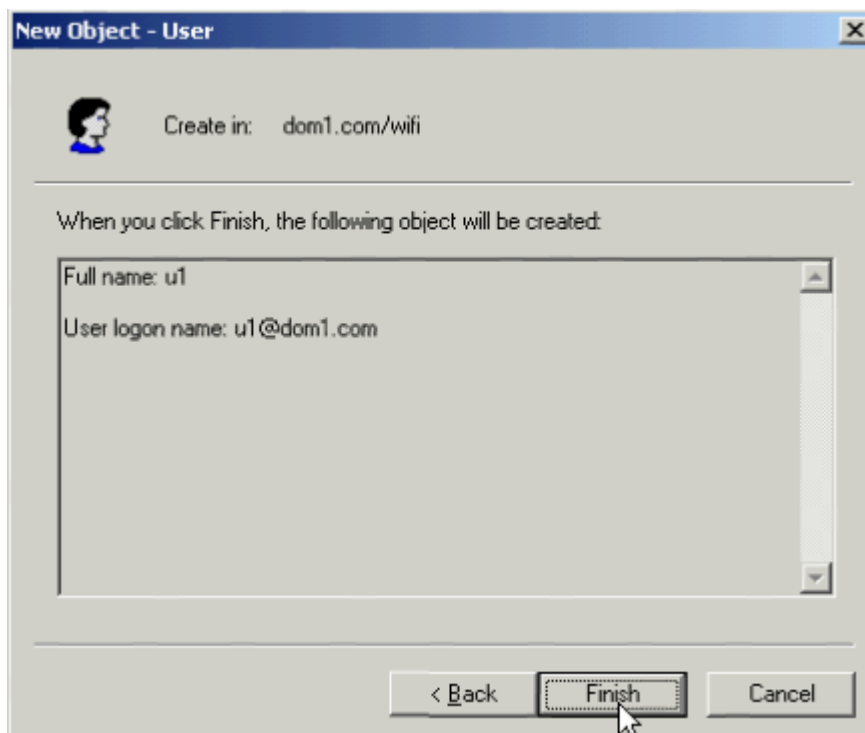 New Object - User
Create in: dom1.com/wifi
When you click Finish, the following object will be created:
Full name: u1
User logon name: u1@dom1.com
< Back Finish Cancel